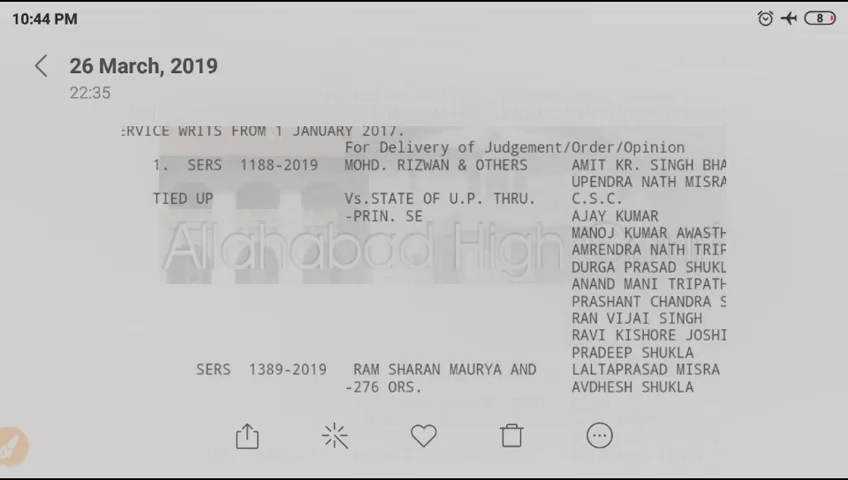 10:44 PM
8
26 March, 2019
22:35
ERVICE WRITS FROM 1 JANUARY 2017.
For Delivery of Judgement/Order/Opinion
1. SERS 1188-2019 MOHD. RIZWAN & OTHERS AMIT KR. SINGH BHA
UPENDRA NATH MISRA
TIED UP Vs.STATE OF U.P. THRU. C.S.C.
-PRIN. SE AJAY KUMAR
MANOJ KUMAR AWASTH
Allahabad High
AMRENDRA NATH TRIP
DURGA PRASAD SHUKL
ANAND MANI TRIPATH
PRASHANT CHANDRA S
RAN VIJAI SINGH
RAVI KISHORE JOSHI
PRADEEP SHUKLA
SERS 1389-2019 RAM SHARAN MAURYA AND LALTAPRASAD MISRA
-276 ORS. AVDHESH SHUKLA